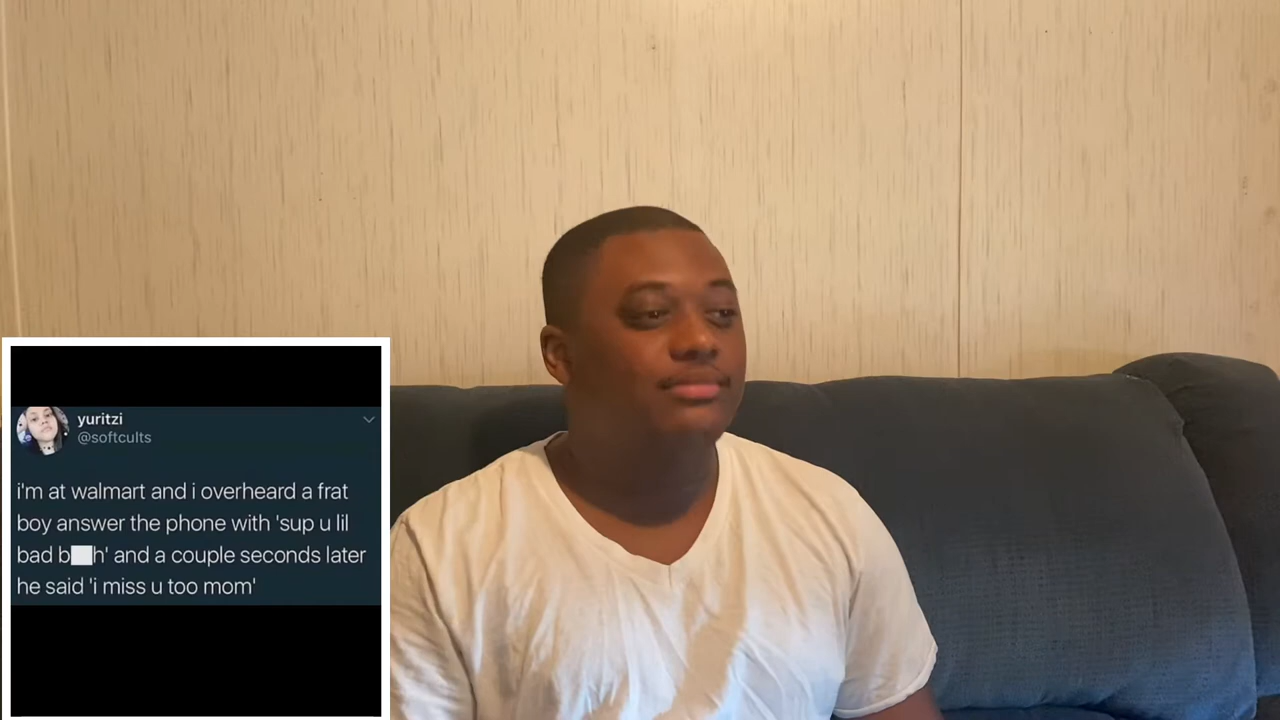 yuritzi
@softcults
i'm at walmart and i overheard a frat
boy answer the phone with 'sup u lil
bad b h' and a couple seconds later
he said 'i miss u too mom'